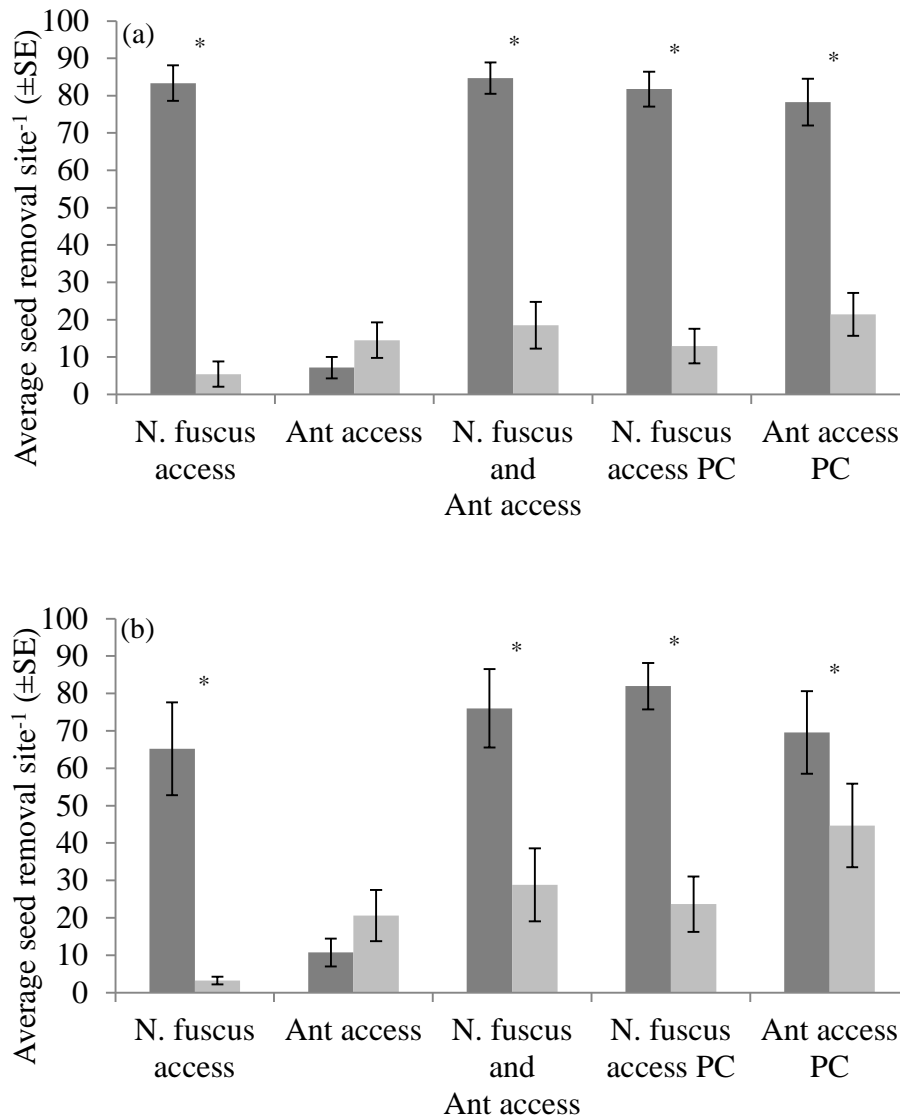 Average seed removal site-1 (±SE)
100
90
80
70
60
50
40
30
20
10
0
(a)
*
*
*
*
N. fuscus
access
Ant access
N. fuscus
and
Ant access
N. fuscus
access PC
Ant access
PC
Average seed removal site-1 (±SE)
100
90
80
70
60
50
40
30
20
10
0
(b)
*
*
*
*
N. fuscus
access
Ant access
N. fuscus
and
Ant access
N. fuscus
access PC
Ant access
PC